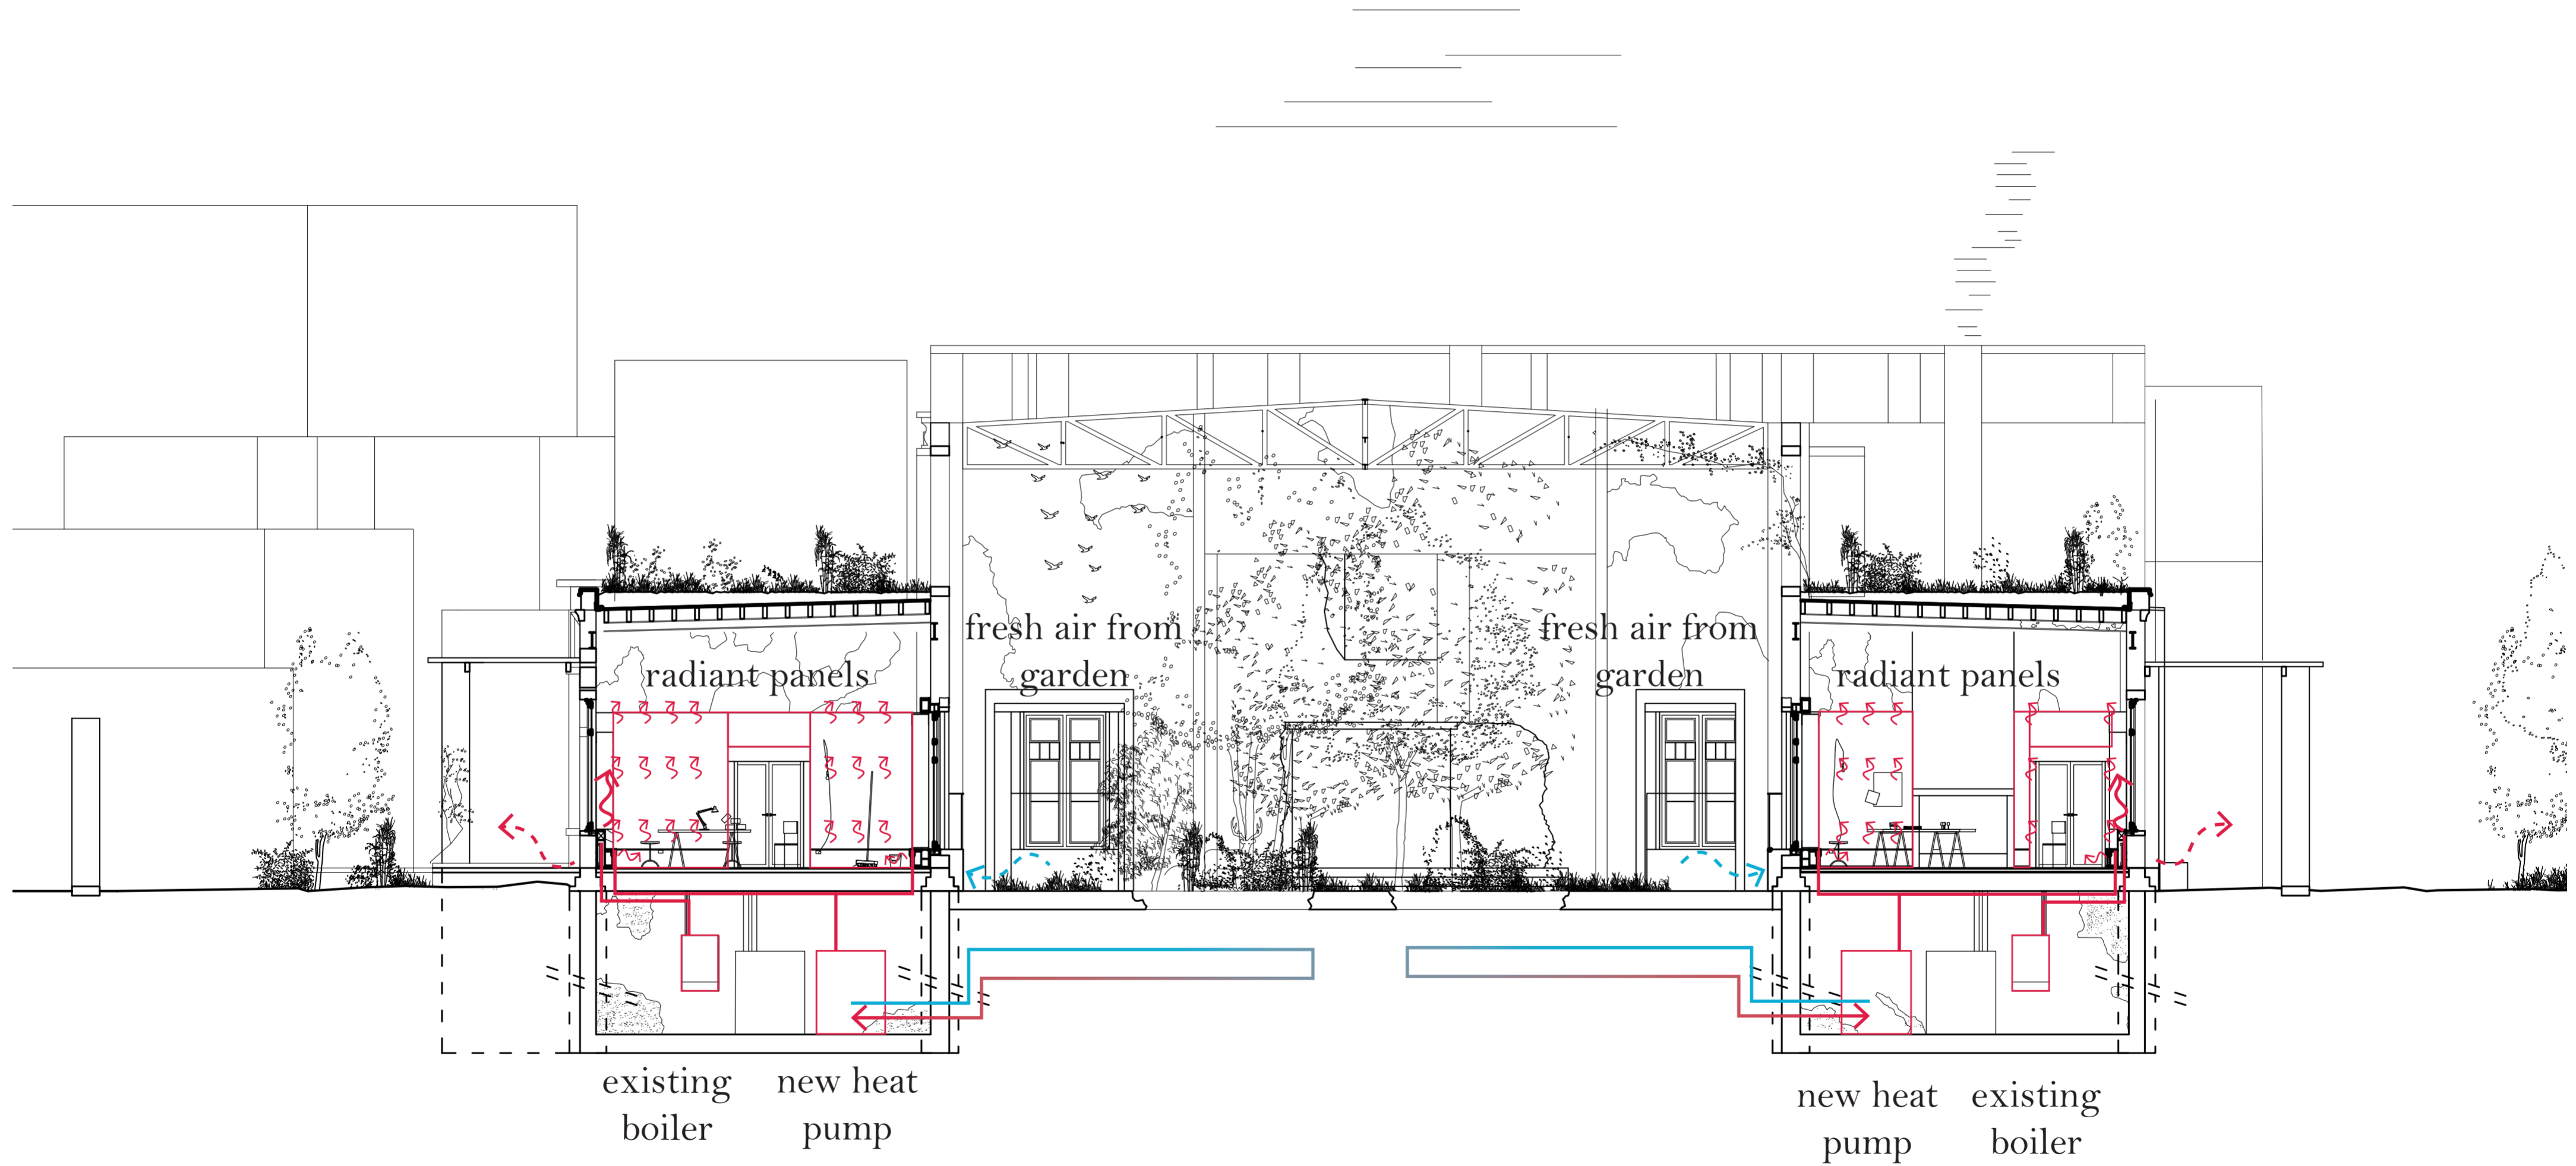 fresh air from
garden
fresh air from
garden
radiant panels
radiant panels
existing
boiler
new heat
pump
new heat
pump
existing
boiler